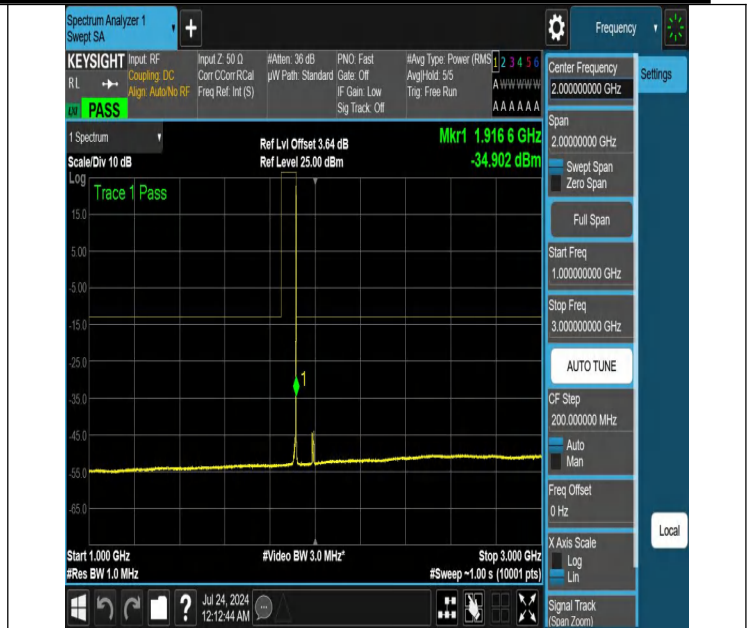 Spectrum Analyzer 1
Swept SA
+
Frequency
KEYSIGHT
RL
PASS
Input: RF
Coupling: DC
Align: Auto/No RF
Input Z: 50 Ω
Corr CCorr RCal
Freq Ref: Int (S)
#Atten: 36 dB
µW Path: Standard
PNO: Fast
Gate: Off
IF Gain: Low
Sig Track: Off
#Avg Type: Power (RMS
Avg|Hold: 5/5
Trig: Free Run
1 2 3 4 5 6
A W W W W W
A A A A A A
Center Frequency
2.000000000 GHz
Settings
1 Spectrum
Scale/Div 10 dB
Ref Lvl Offset 3.64 dB
Ref Level 25.00 dBm
Mkr1 1.916 6 GHz
-34.902 dBm
Log
Trace 1 Pass
15.0
5.00
-5.00
-15.0
-25.0
-35.0
-45.0
-55.0
-65.0
1
Start 1.000 GHz
#Res BW 1.0 MHz
#Video BW 3.0 MHz*
Stop 3.000 GHz
#Sweep ~1.00 s (10001 pts)
Span
2.00000000 GHz
Swept Span
Zero Span
Full Span
Start Freq
1.000000000 GHz
Stop Freq
3.000000000 GHz
AUTO TUNE
CF Step
200.000000 MHz
Auto
Man
Freq Offset
0 Hz
X Axis Scale
Log
Lin
Signal Track
(Span Zoom)
Local
?
Jul 24, 2024
12:12:44 AM